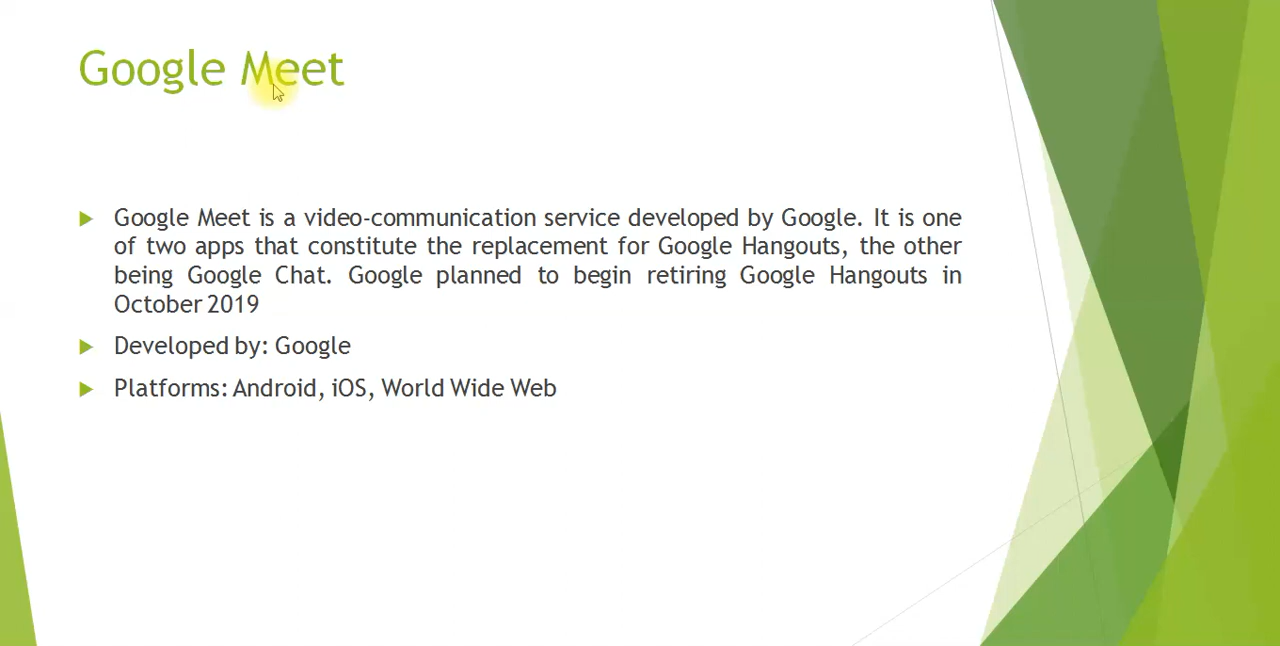 Google Meet
Google Meet is a video-communication service developed by Google. It is one
of two apps that constitute the replacement for Google Hangouts, the other
being Google Chat. Google planned to begin retiring Google Hangouts in
October 2019
Developed by: Google
Platforms: Android, iOS, World Wide Web